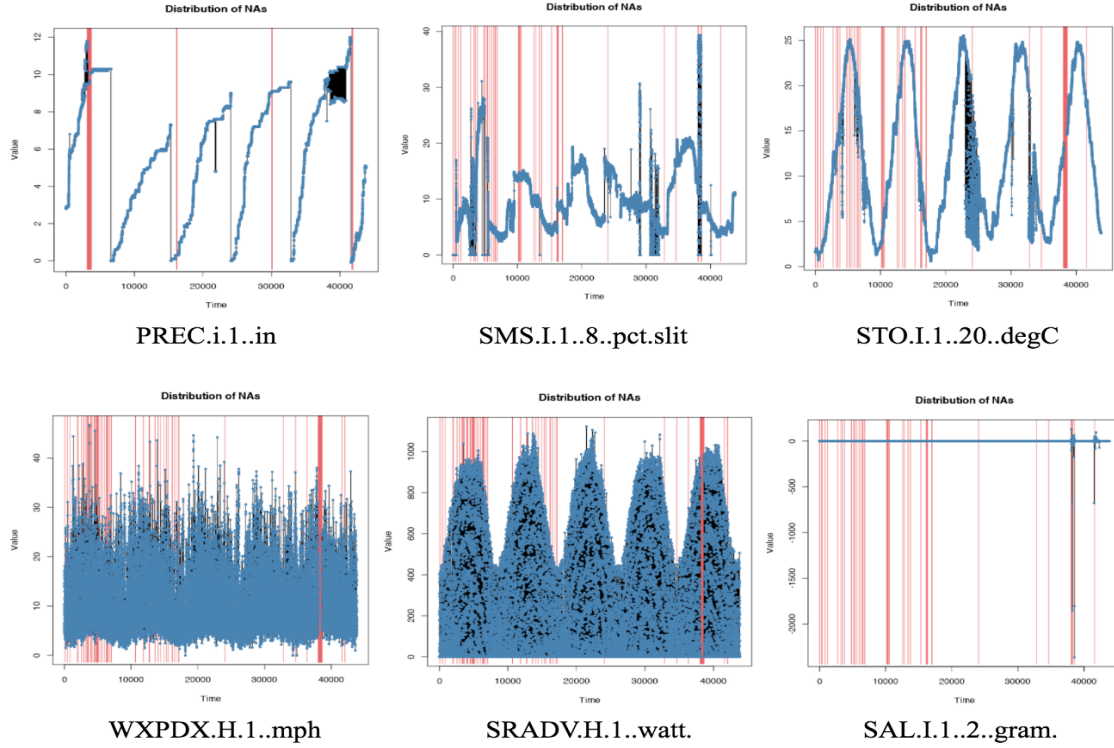 Distribution of NAs
Distribution of NAs
Distribution of NAs
Value
12
10
8
6
4
2
0
0 10000 20000 30000 40000
Time
Value
40
30
20
10
0
0 10000 20000 30000 40000
Time
Value
25
20
15
10
5
0
0 10000 20000 30000 40000
Time
PREC.i.1..in
SMS.I.1..8..pct.slit
STO.I.1..20..degC
Distribution of NAs
Distribution of NAs
Distribution of NAs
Value
40
30
20
10
0
0 10000 20000 30000 40000
Time
Value
1000
800
600
400
200
0
0 10000 20000 30000 40000
Time
Value
0
-500
-1000
-1500
-2000
0 10000 20000 30000 40000
Time
WXPDX.H.1..mph
SRADV.H.1..watt.
SAL.I.1..2..gram.